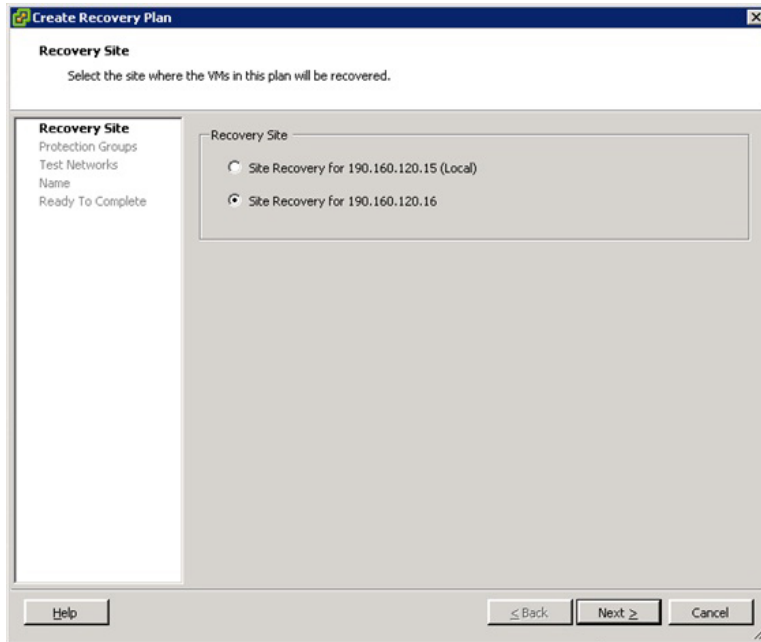 Create Recovery Plan
Recovery Site
Select the site where the VMs in this plan will be recovered.
Recovery Site
Protection Groups
Test Networks
Name
Ready To Complete
Recovery Site
Site Recovery for 190.160.120.15 (Local)
Site Recovery for 190.160.120.16
Help
< Back
Next >
Cancel